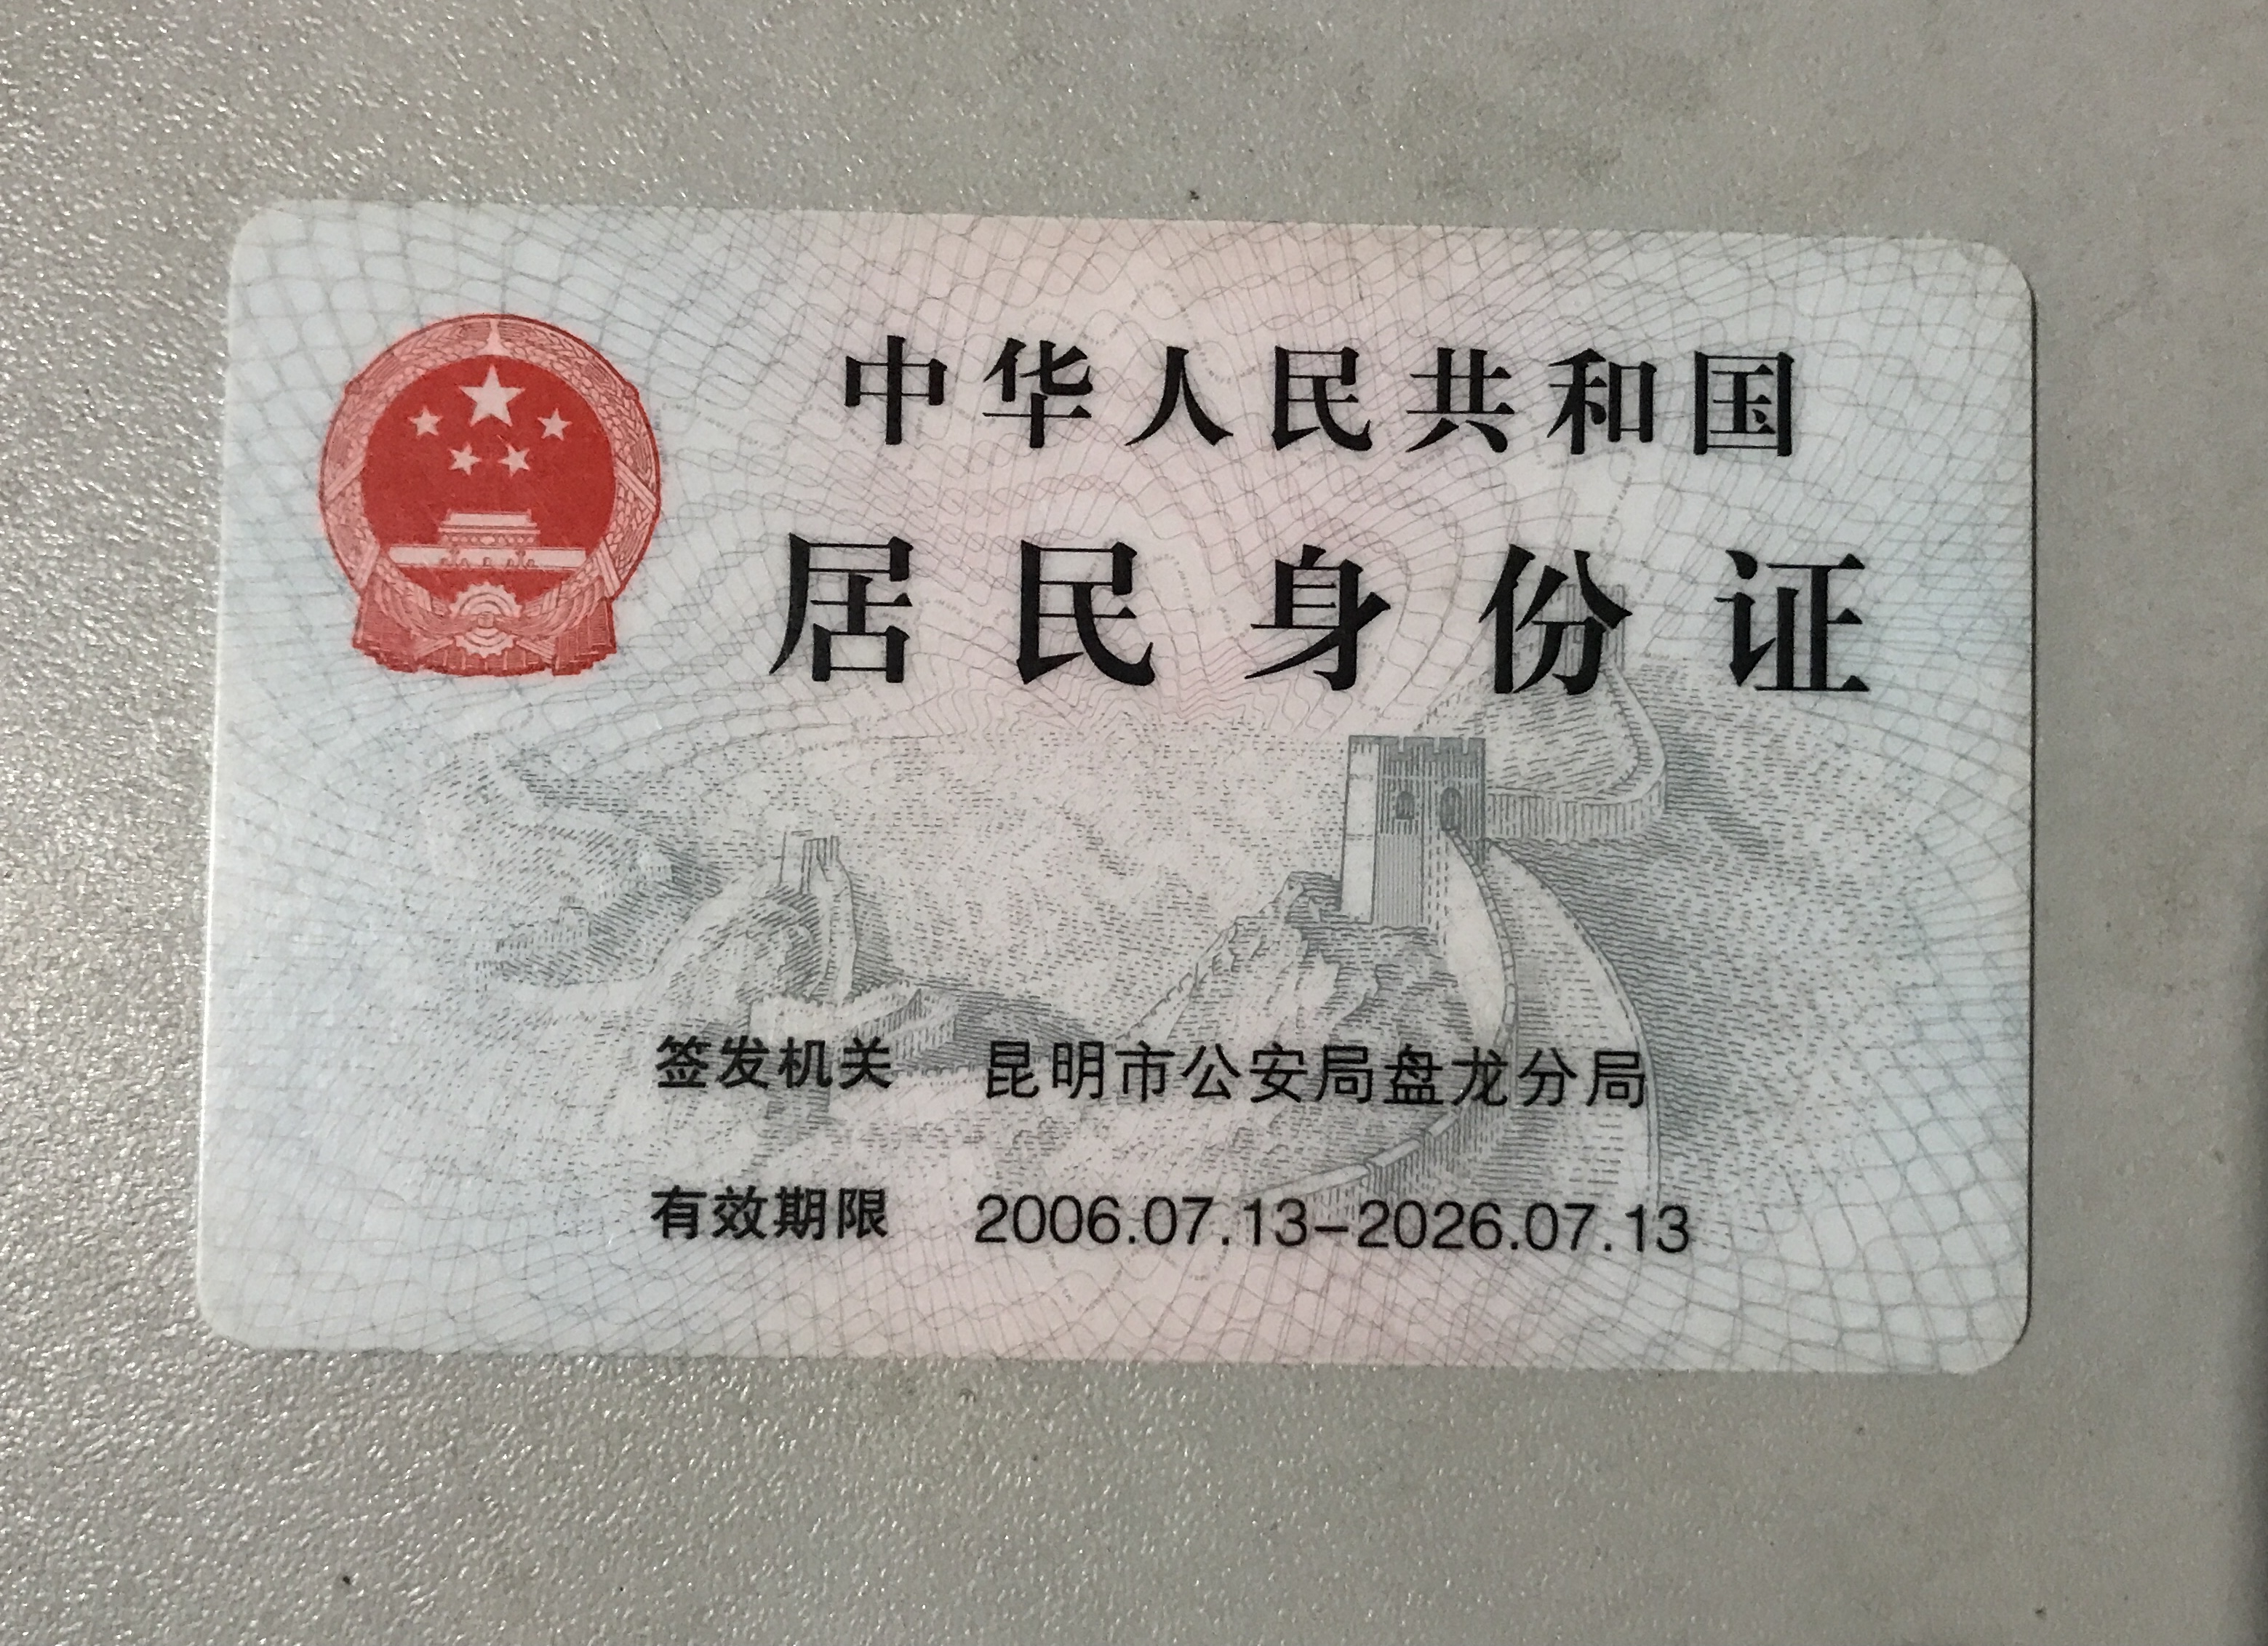 中华人民共和国
居民身份证
签发机关 昆明市公安局盘龙分局
有效期限 2006.07.13-2026.07.13